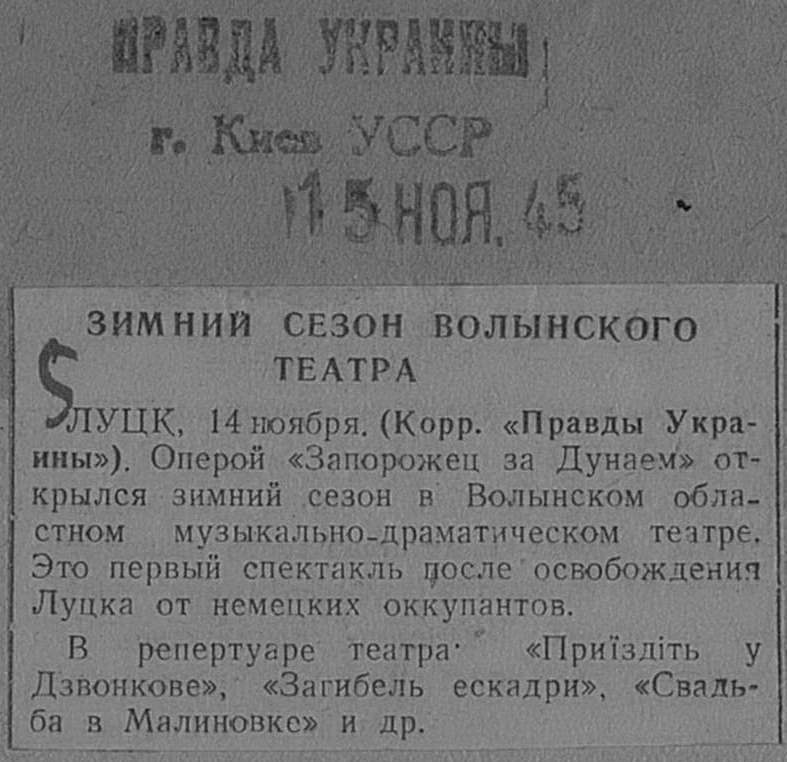 ПРАВДА УКРАИНЫ
г. Киев УССР
15 НОЯ. 45
ЗИМНИЙ СЕЗОН ВОЛЫНСКОГО
ТЕАТРА
ЛУЦК, 14 ноября. (Корр. «Правды Укра-
ины»). Оперой «Запорожец за Дунаем» от-
крылся зимний сезон в Волынском обла-
стном музыкально-драматическом театре.
Это первый спектакль после освобождения
Луцка от немецких оккупантов.
В репертуаре театра· «Приїздіть у
Дзвонкове», «Загибель ескадри», «Свадь-
ба в Малиновке» и др.